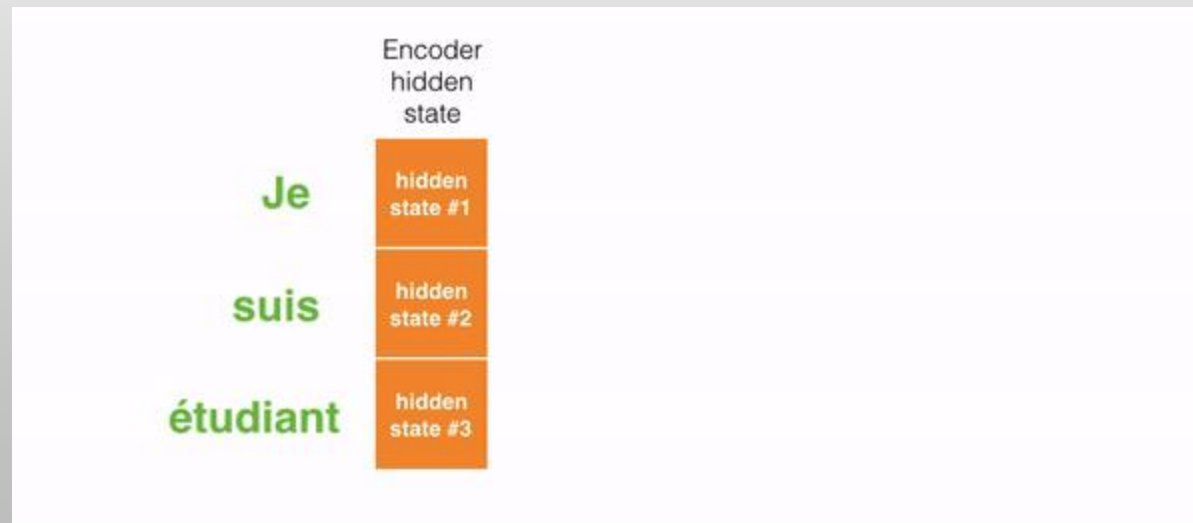 Encoder
hidden
state
Je
hidden
state #1
suis
hidden
state #2
étudiant
hidden
state #3